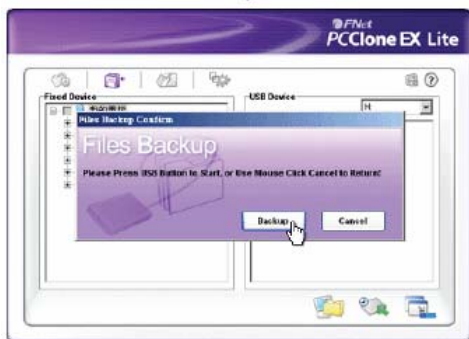 FNet
PCClone EX Lite
Fixed Device
USB Device
H
Files Backup Confirm
Files Backup
Please Press USB Button to Start, or Use Mouse Click Cancel to Return!
Backup
Cancel